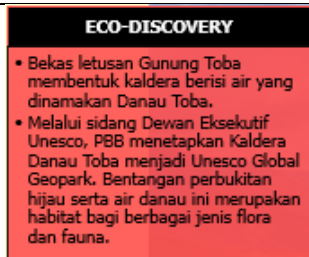 ECO-DISCOVERY
• Bekas letusan Gunung Toba
membentuk kaldera berisi air yang
dinamakan Danau Toba.
• Melalui sidang Dewan Eksekutif
Unesco, PBB menetapkan Kaldera
Danau Toba menjadi Unesco Global
Geopark. Bentangan perbukitan
hijau serta air danau ini merupakan
habitat bagi berbagai jenis flora
dan fauna.